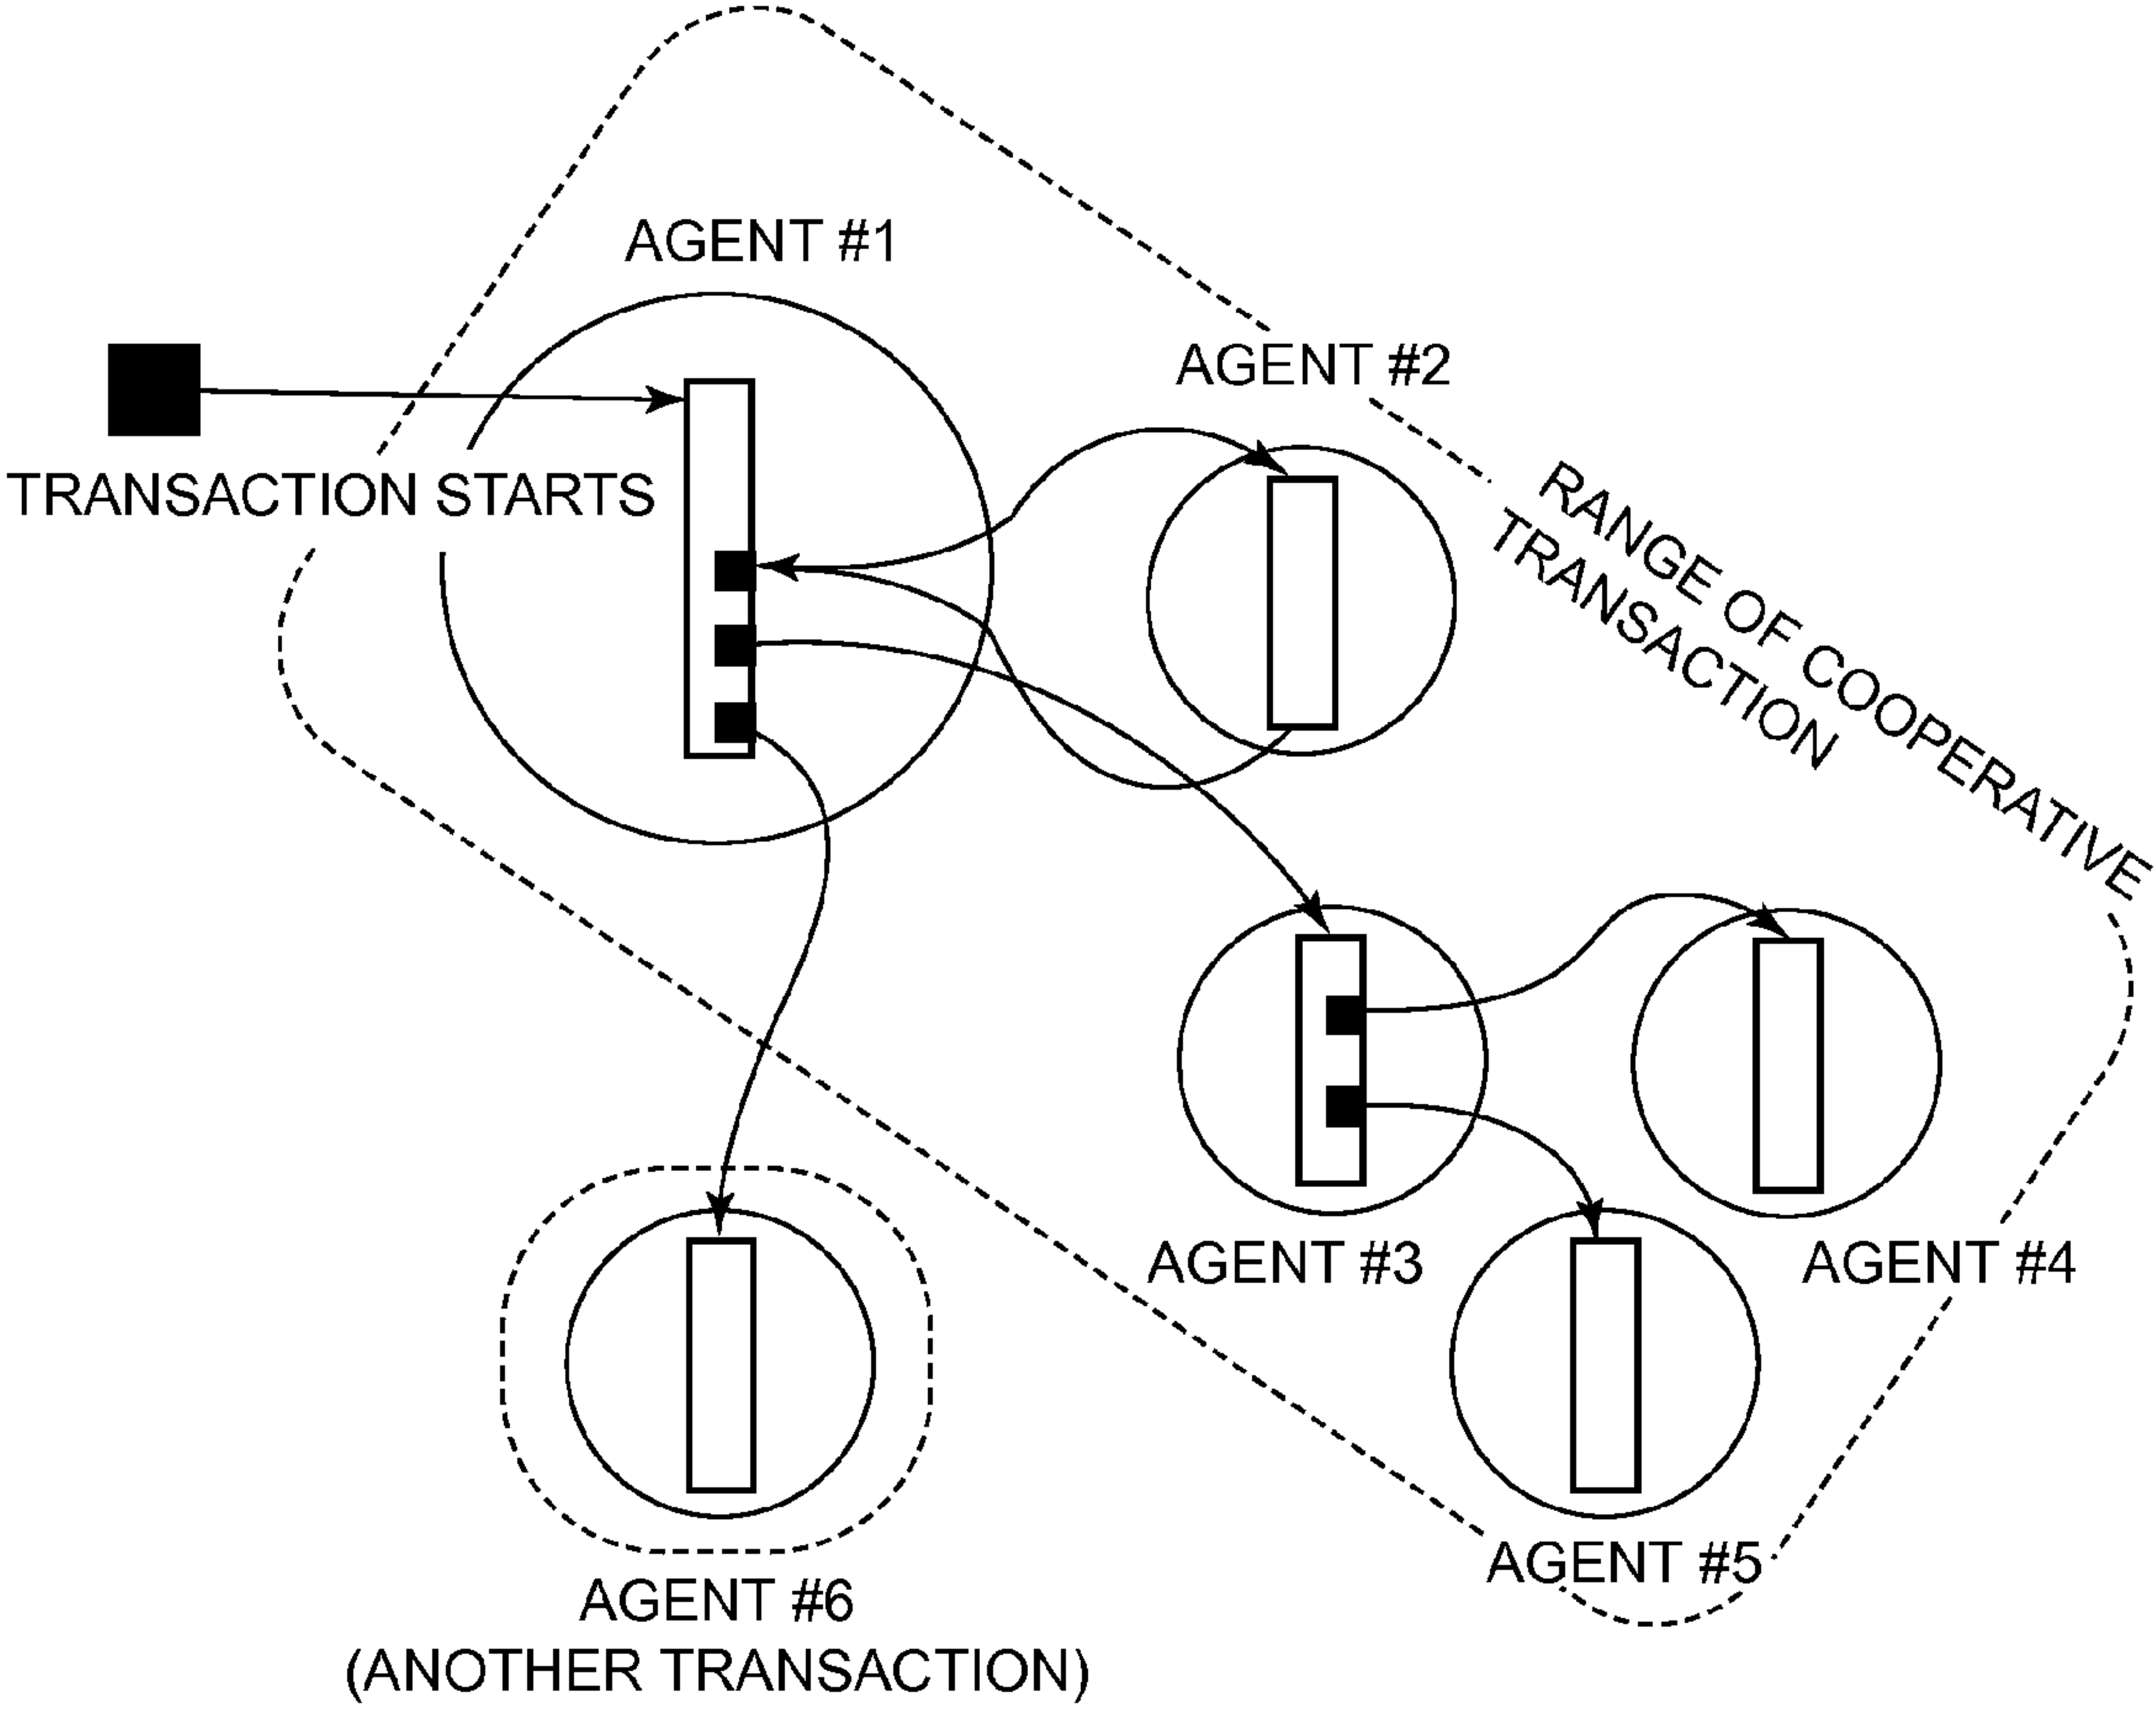 AGENT #1
AGENT #2
TRANSACTION STARTS
RANGE OF COOPERATIVE
TRANSACTION
AGENT #3
AGENT #4
AGENT #5
AGENT #6
(ANOTHER TRANSACTION)